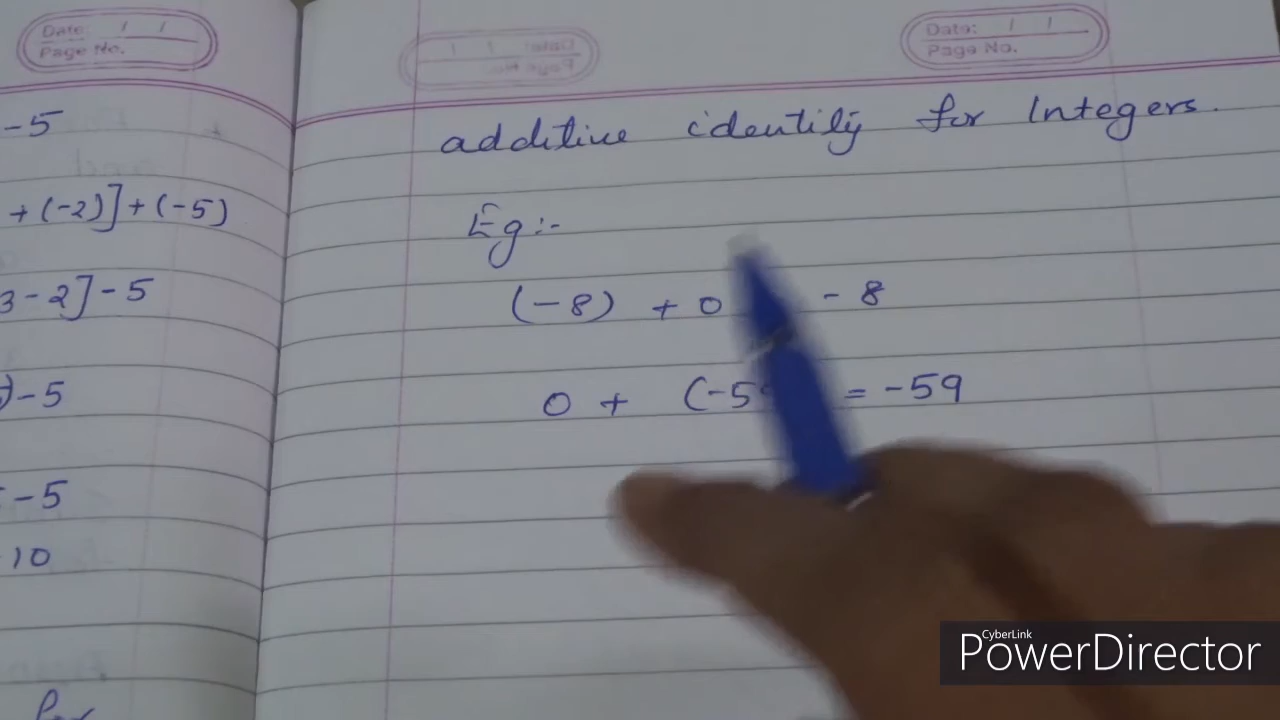 Date: / /
Page No.
-5
+ (-2)] + (-5)
3 - 2] - 5
) - 5
- 5
10
Date: / /
Page No.
additive identity for Integers.
Eg:-
(-8) + 0 - 8
0 + (-5 = -59
CyberLink
PowerDirector